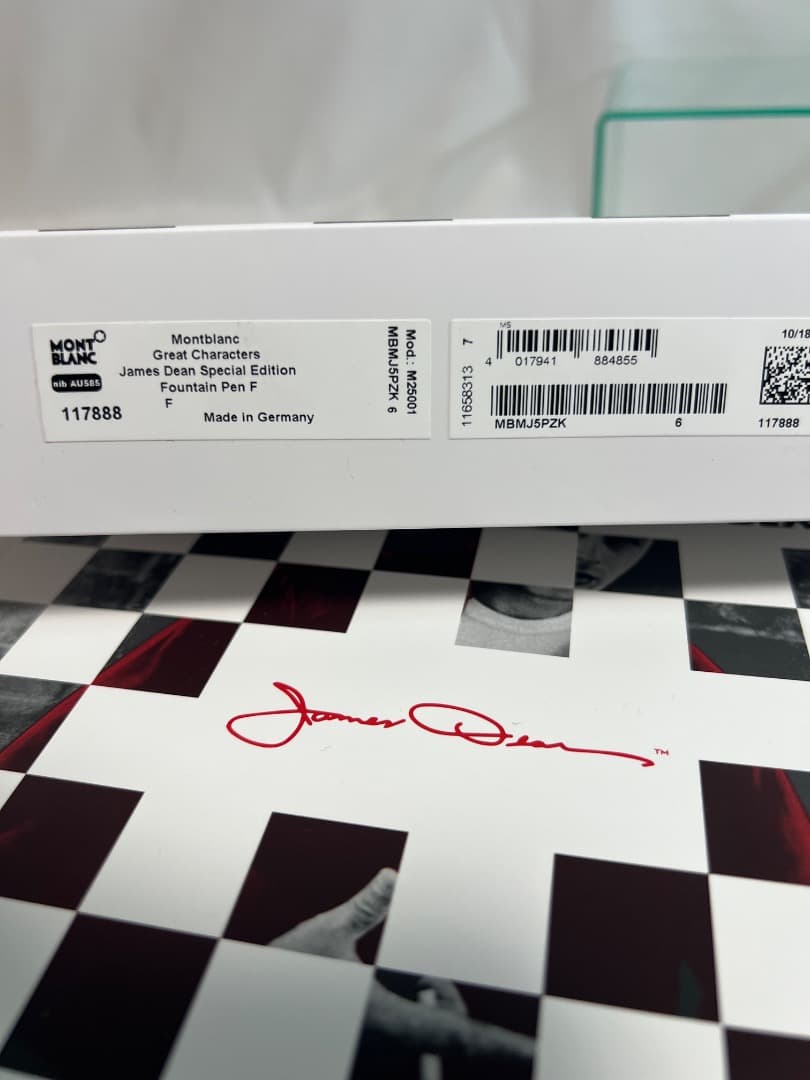 MONT
BLANC
nib AU585
117888
Montblanc
Great Characters
James Dean Special Edition
Fountain Pen F
F
Made in Germany
Mod.: M25001
MBMJ5PZK 6
11658313 7
MS
4 017941 884855
MBMJ5PZK 6
10/18
117888
James Dean ™